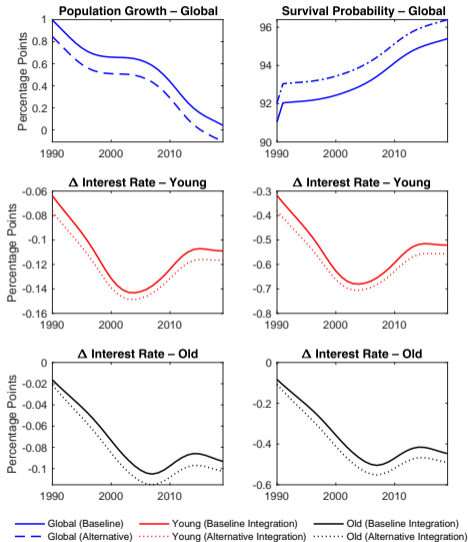 Population Growth – Global
Survival Probability – Global
Percentage Points
1
0.8
0.6
0.4
0.2
0
1990 2000 2010
96
94
92
90
1990 2000 2010
Δ Interest Rate – Young
Δ Interest Rate – Young
Percentage Points
-0.06
-0.08
-0.1
-0.12
-0.14
-0.16
1990 2000 2010
-0.3
-0.4
-0.5
-0.6
-0.7
-0.8
1990 2000 2010
Δ Interest Rate – Old
Δ Interest Rate – Old
Percentage Points
0
-0.02
-0.04
-0.06
-0.08
-0.1
1990 2000 2010
0
-0.2
-0.4
-0.6
1990 2000 2010
Global (Baseline) Young (Baseline Integration) Old (Baseline Integration)
Global (Alternative) Young (Alternative Integration) Old (Alternative Integration)